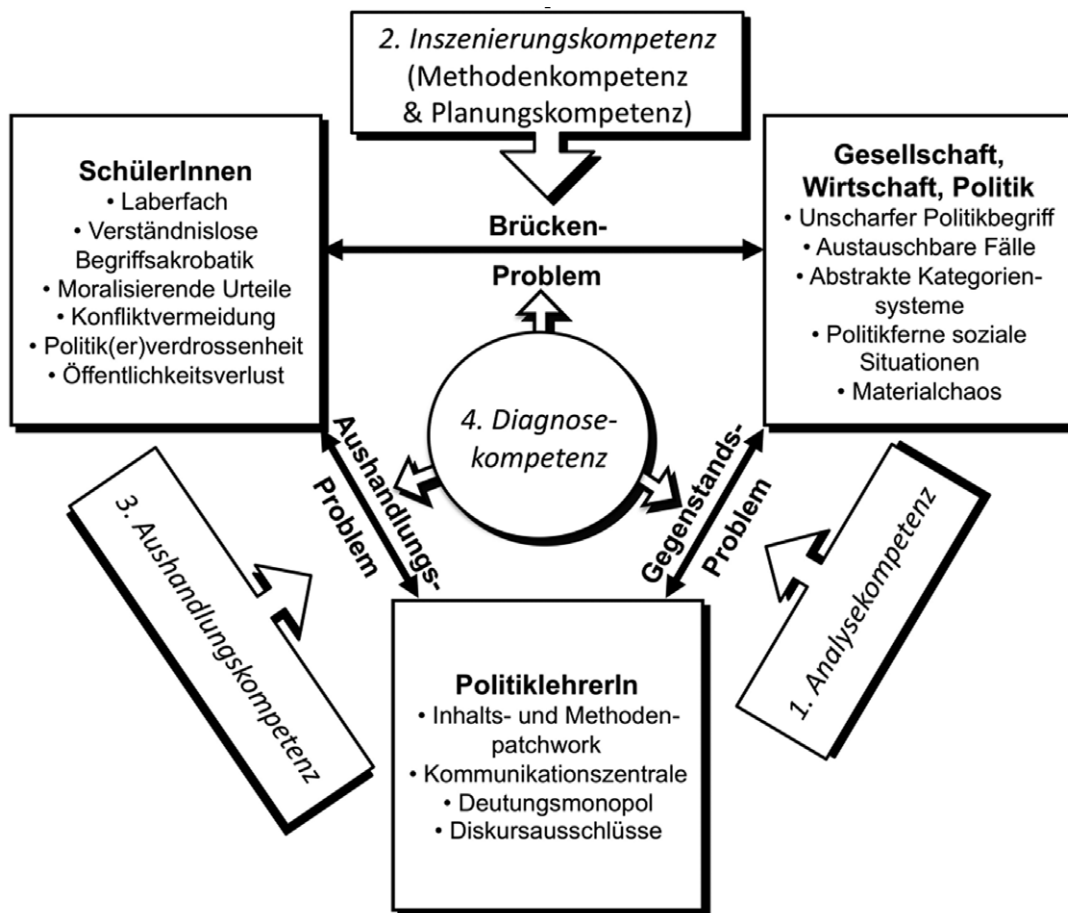 2. Inszenierungskompetenz
(Methodenkompetenz
& Planungskompetenz)
SchülerInnen
• Laberfach
• Verständnislose
Begriffsakrobatik
• Moralisierende Urteile
• Konfliktvermeidung
• Politik(er)verdrossenheit
• Öffentlichkeitsverlust
Brücken-
Problem
Gesellschaft,
Wirtschaft, Politik
• Unscharfer Politikbegriff
• Austauschbare Fälle
• Abstrakte Kategorien-
systeme
• Politikferne soziale
Situationen
• Materialchaos
4. Diagnose-
kompetenz
Aushandlungs-
Problem
Gegenstands-
Problem
3. Aushandlungskompetenz
1. Analysekompetenz
PolitiklehrerIn
• Inhalts- und Methoden-
patchwork
• Kommunikationszentrale
• Deutungsmonopol
• Diskursausschlüsse